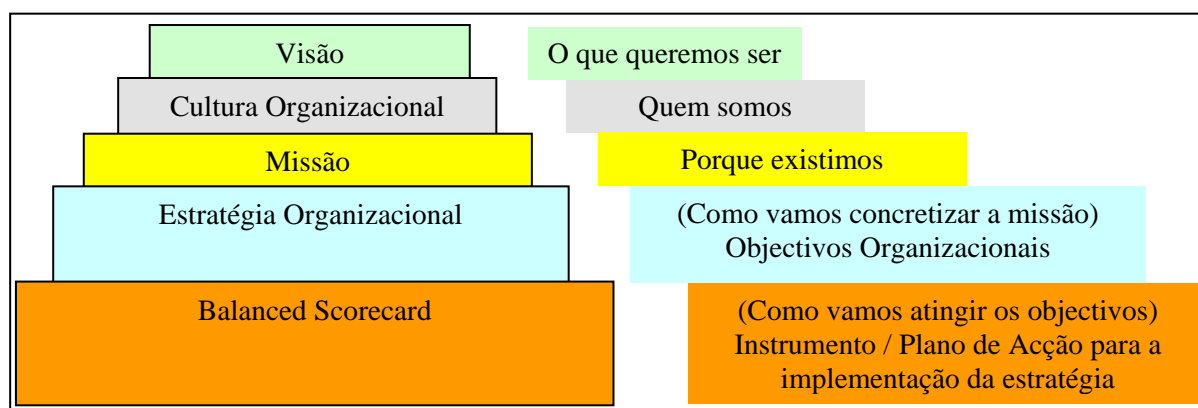 Visão
O que queremos ser
Cultura Organizacional
Quem somos
Missão
Porque existimos
Estratégia Organizacional
(Como vamos concretizar a missão)
Objectivos Organizacionais
Balanced Scorecard
(Como vamos atingir os objectivos)
Instrumento / Plano de Acção para a
implementação da estratégia